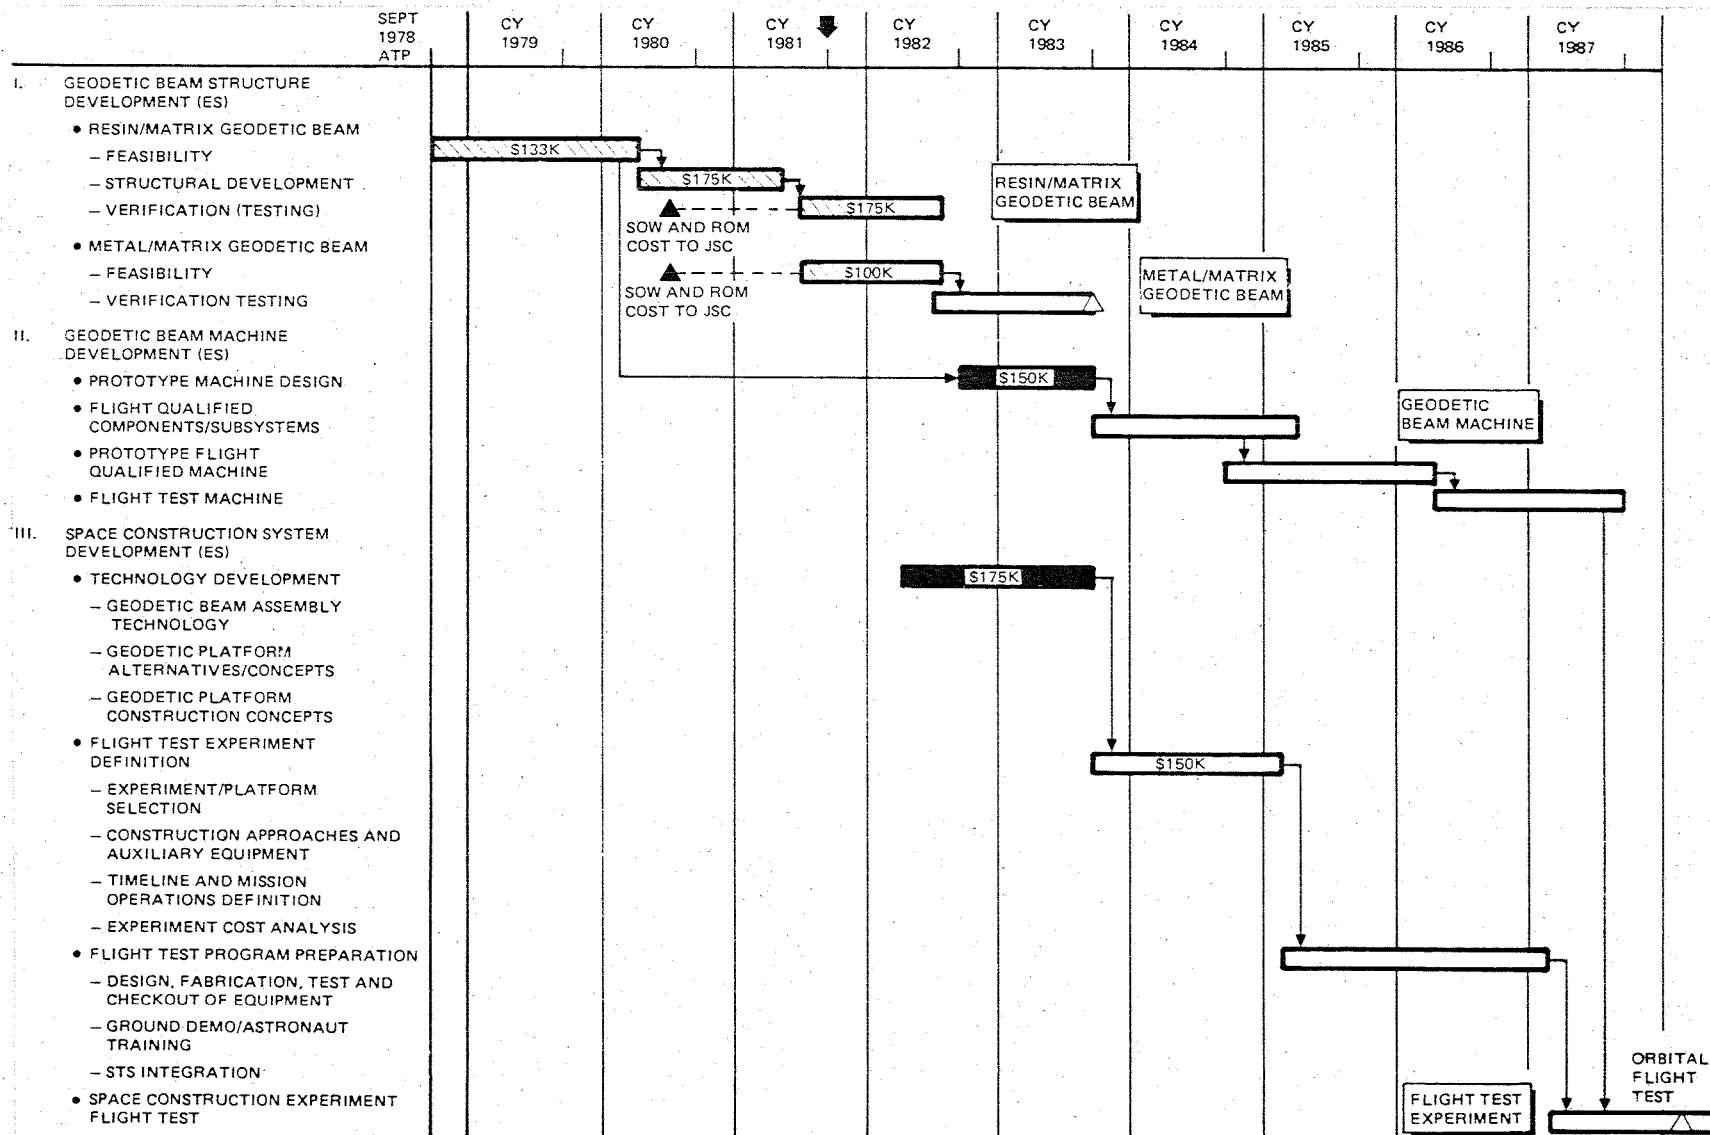 SEPT
1978
ATP
CY
1979
CY
1980
CY
1981
CY
1982
CY
1983
CY
1984
CY
1985
CY
1986
CY
1987
I. GEODETIC BEAM STRUCTURE
DEVELOPMENT (ES)
• RESIN/MATRIX GEODETIC BEAM
– FEASIBILITY
$133K
– STRUCTURAL DEVELOPMENT
$175K
– VERIFICATION (TESTING)
$175K
SOW AND ROM
COST TO JSC
RESIN/MATRIX
GEODETIC BEAM
• METAL/MATRIX GEODETIC BEAM
– FEASIBILITY
$100K
– VERIFICATION TESTING
SOW AND ROM
COST TO JSC
METAL/MATRIX
GEODETIC BEAM
II. GEODETIC BEAM MACHINE
DEVELOPMENT (ES)
• PROTOTYPE MACHINE DESIGN
$150K
• FLIGHT QUALIFIED
COMPONENTS/SUBSYSTEMS
GEODETIC
BEAM MACHINE
• PROTOTYPE FLIGHT
QUALIFIED MACHINE
• FLIGHT TEST MACHINE
III. SPACE CONSTRUCTION SYSTEM
DEVELOPMENT (ES)
• TECHNOLOGY DEVELOPMENT
$175K
– GEODETIC BEAM ASSEMBLY
TECHNOLOGY
– GEODETIC PLATFORM
ALTERNATIVES/CONCEPTS
– GEODETIC PLATFORM
CONSTRUCTION CONCEPTS
• FLIGHT TEST EXPERIMENT
DEFINITION
$150K
– EXPERIMENT/PLATFORM
SELECTION
– CONSTRUCTION APPROACHES AND
AUXILIARY EQUIPMENT
– TIMELINE AND MISSION
OPERATIONS DEFINITION
– EXPERIMENT COST ANALYSIS
• FLIGHT TEST PROGRAM PREPARATION
– DESIGN, FABRICATION, TEST AND
CHECKOUT OF EQUIPMENT
– GROUND DEMO/ASTRONAUT
TRAINING
– STS INTEGRATION
• SPACE CONSTRUCTION EXPERIMENT
FLIGHT TEST
FLIGHT TEST
EXPERIMENT
ORBITAL
FLIGHT
TEST